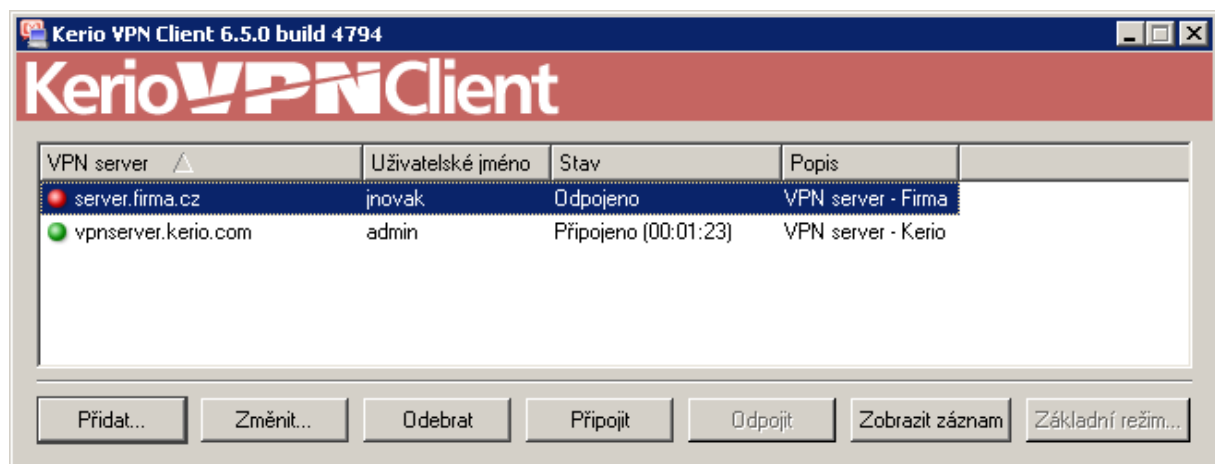 Kerio VPN Client 6.5.0 build 4794
KerioVPNClient
VPN server Uživatelské jméno Stav Popis
server.firma.cz jnovak Odpojeno VPN server - Firma
vpnserver.kerio.com admin Připojeno (00:01:23) VPN server - Kerio
Přidat... Změnit... Odebrat Připojit Odpojit Zobrazit záznam Základní režim...